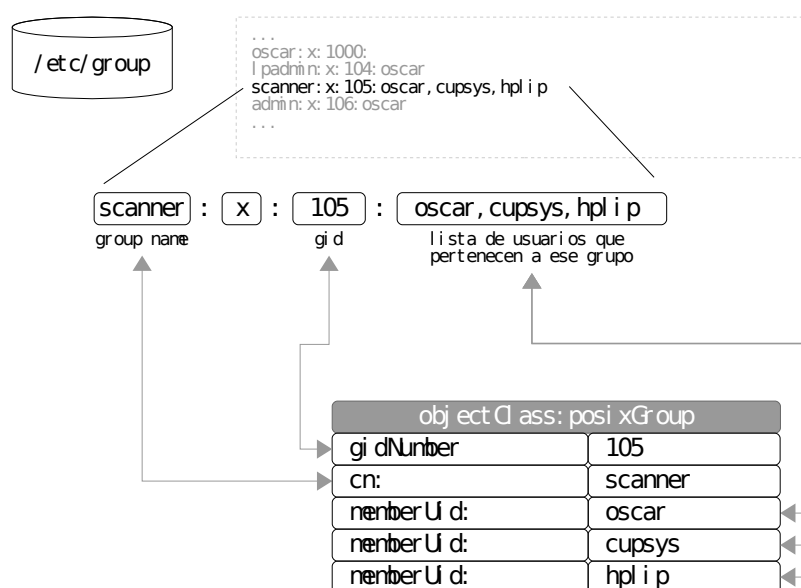 /etc/group
...
oscar:x:1000:
lpadmin:x:104:oscar
scanner:x:105:oscar,cupsys,hplip
admin:x:106:oscar
...
scanner : x : 105 : oscar,cupsys,hplip
group name gid lista de usuarios que
pertenecen a ese grupo
objectClass:posixGroup
gidNumber 105
cn: scanner
memberUid: oscar
memberUid: cupsys
memberUid: hplip